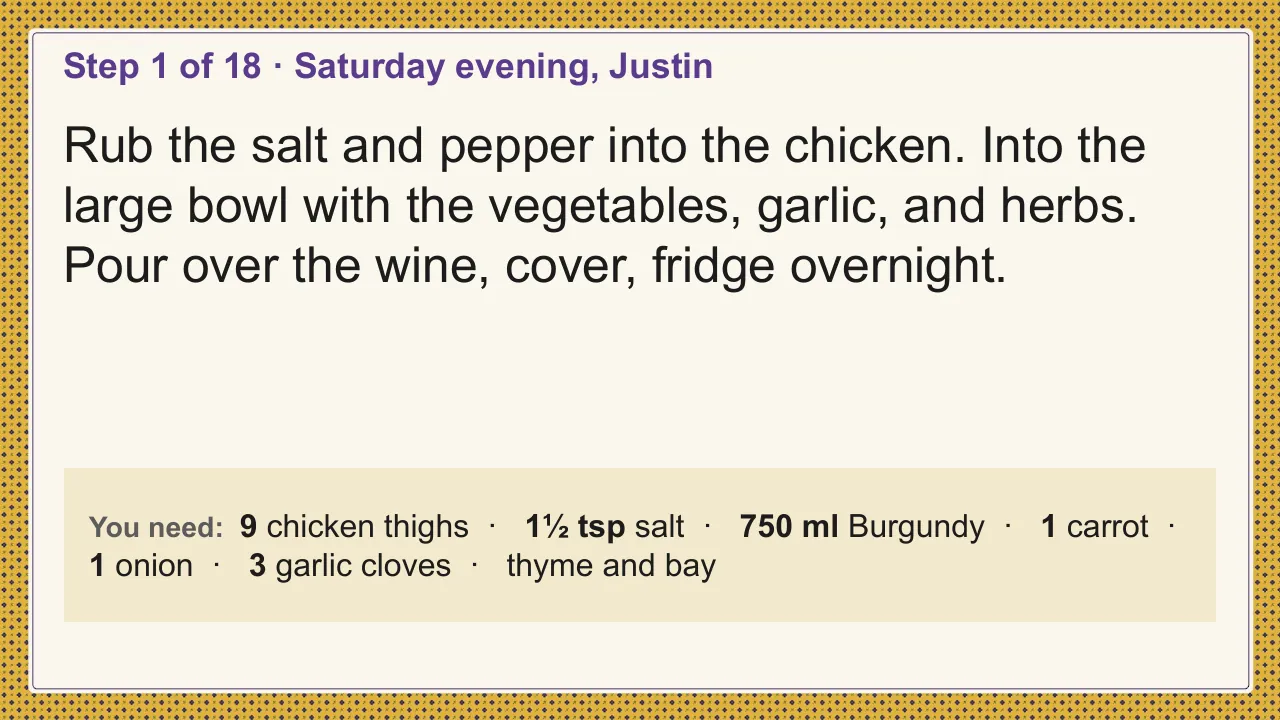 Step 1 of 18 · Saturday evening, Justin
Rub the salt and pepper into the chicken. Into the
large bowl with the vegetables, garlic, and herbs.
Pour over the wine, cover, fridge overnight.
You need: 9 chicken thighs · 1½ tsp salt · 750 ml Burgundy · 1 carrot ·
1 onion · 3 garlic cloves · thyme and bay